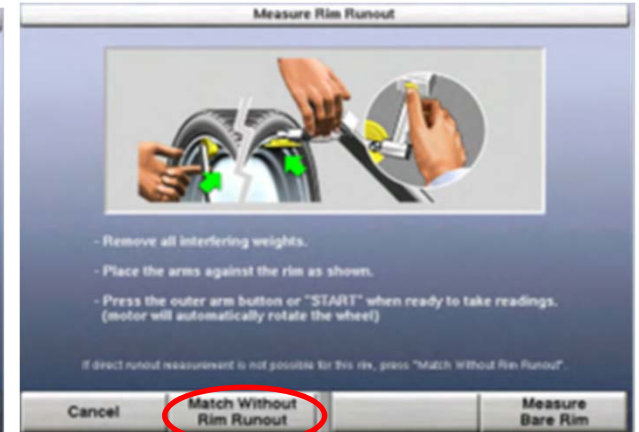 Measure Rim Runout
- Remove all interfering weights.
- Place the arms against the rim as shown.
- Press the outer arm button or "START" when ready to take readings.
(motor will automatically rotate the wheel)
If direct runout measurement is not possible for this rim, press "Match Without Rim Runout".
Cancel
Match Without
Rim Runout
Measure
Bare Rim